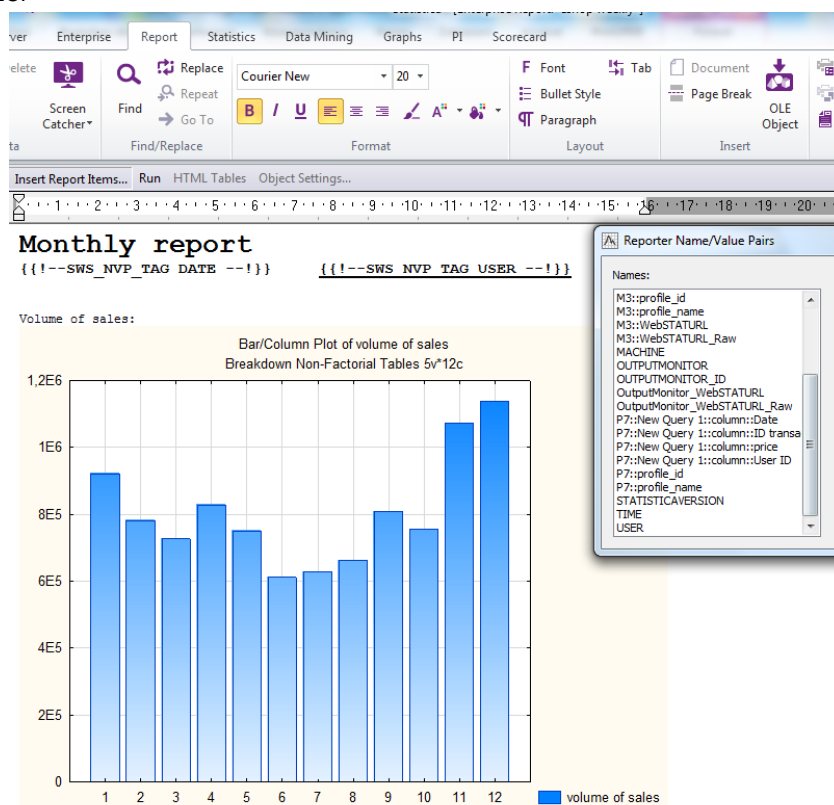 Enterprise Report Statistics Data Mining Graphs PI Scorecard
Replace
Courier New 20
F Font Tab Document
Repeat
Bullet Style Page Break
Screen Catcher Find Go To
B I U A
Paragraph
OLE Object
Find/Replace Format Layout Insert
Insert Report Items... Run HTML Tables Object Settings...
1 2 3 4 5 6 7 8 9 10 11 12 13 14 15 16 17 18 19 20
Monthly report
{{!--SWS_NVP_TAG DATE --!}} {{!--SWS NVP TAG USER --!}}
Volume of sales:
Bar/Column Plot of volume of sales
Breakdown Non-Factorial Tables 5v*12c
1,2E6
1E6
8E5
6E5
4E5
2E5
0
1 2 3 4 5 6 7 8 9 10 11 12
volume of sales
Reporter Name/Value Pairs
Names:
M3::profile_id
M3::profile_name
M3::WebSTATURL
M3::WebSTATURL_Raw
MACHINE
OUTPUTMONITOR
OUTPUTMONITOR_ID
OutputMonitor_WebSTATURL
OutputMonitor_WebSTATURL_Raw
P7::New Query 1::column::Date
P7::New Query 1::column::ID transa
P7::New Query 1::column::price
P7::New Query 1::column::User ID
P7::profile_id
P7::profile_name
STATISTICAVERSION
TIME
USER